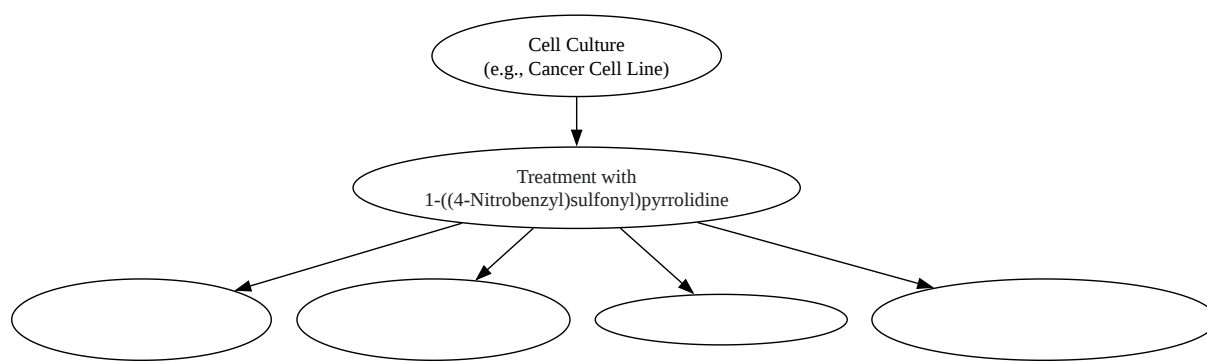 Cell Culture
(e.g., Cancer Cell Line)
Treatment with
1-((4-Nitrobenzyl)sulfonyl)pyrrolidine